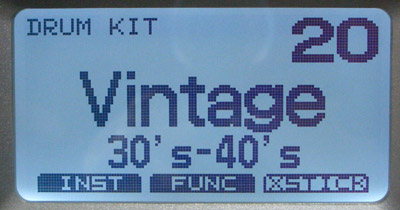 DRUM KIT 20
Vintage
30's-40's
INST FUNC XSTICK